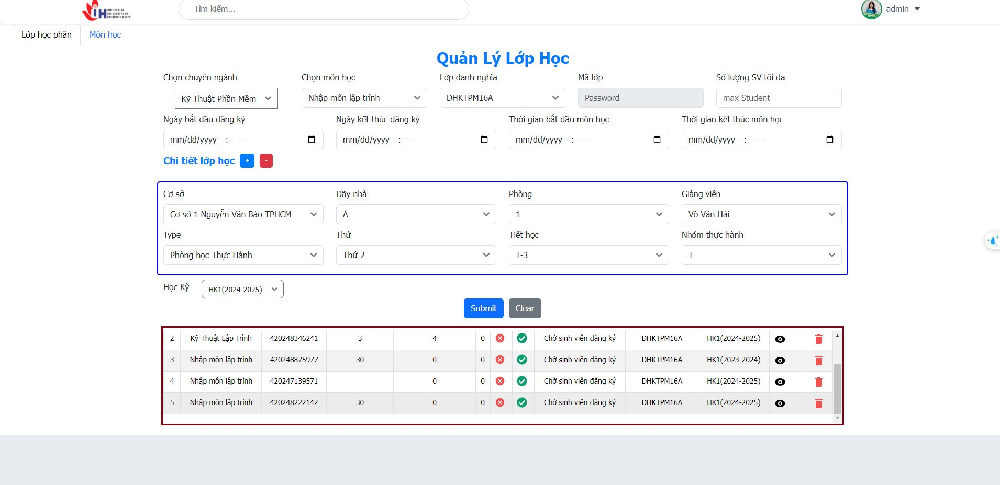 INDUSTRIAL
UNIVERSITY OF
HOCHIMINH CITY
IUH
Tìm kiếm...
admin
Lớp học phần Môn học
Quản Lý Lớp Học
Chọn chuyên ngành Chọn môn học Lớp danh nghĩa Mã lớp Số lượng SV tối đa
Kỹ Thuật Phần Mềm Nhập môn lập trình DHKTPM16A Password max Student
Ngày bắt đầu đăng ký Ngày kết thúc đăng ký Thời gian bắt đầu môn học Thời gian kết thúc môn học
mm/dd/yyyy --:-- -- mm/dd/yyyy --:-- -- mm/dd/yyyy --:-- -- mm/dd/yyyy --:-- --
Chi tiết lớp học + -
Cơ sở Dãy nhà Phòng Giảng viên
Cơ sở 1 Nguyễn Văn Bảo TPHCM A 1 Võ Văn Hải
Type Thứ Tiết học Nhóm thực hành
Phòng học Thực Hành Thứ 2 1-3 1
Học Kỳ HK1(2024-2025)
Submit Clear
2 Kỹ Thuật Lập Trình 420248346241 3 4 0 Chờ sinh viên đăng ký DHKTPM16A HK1(2024-2025)
3 Nhập môn lập trình 420248875977 30 0 0 Chờ sinh viên đăng ký DHKTPM16A HK1(2023-2024)
4 Nhập môn lập trình 420247139571 0 0 Chờ sinh viên đăng ký DHKTPM16A HK1(2024-2025)
5 Nhập môn lập trình 420248222142 30 0 0 Chờ sinh viên đăng ký DHKTPM16A HK1(2024-2025)